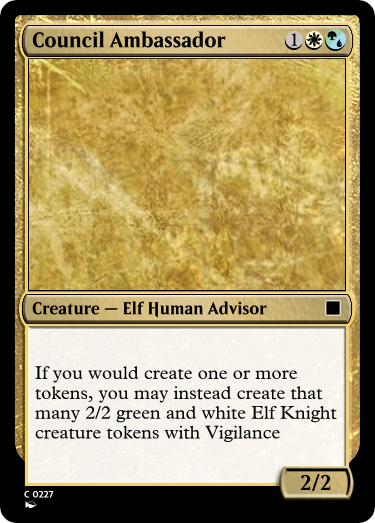 Council Ambassador 1
Creature — Elf Human Advisor
If you would create one or more
tokens, you may instead create that
many 2/2 green and white Elf Knight
creature tokens with Vigilance
2/2
C 0227